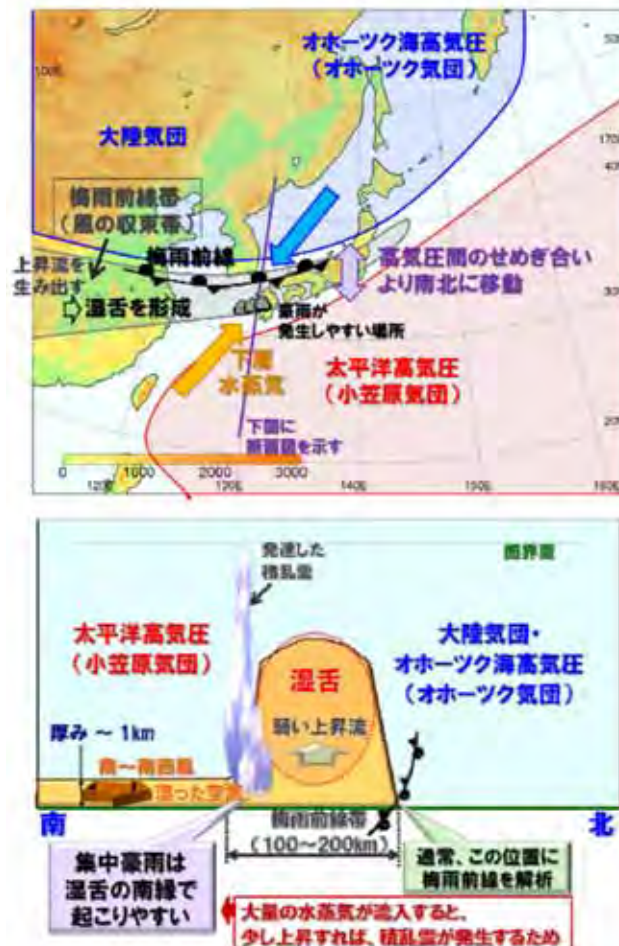 オホーツク海高気圧
(オホーツク気団)
大陸気団
梅雨前線帯
(風の収束帯)
上昇流を
生み出す
梅雨前線
湿舌を形成
高気圧間のせめぎ合い
より南北に移動
豪雨が
発生しやすい場所
下層
水蒸気
太平洋高気圧
(小笠原気団)
下図に
断面図を示す
0 1000 2000 3000
発達した
積乱雲
圏界面
太平洋高気圧
(小笠原気団)
大陸気団・
オホーツク海高気圧
(オホーツク気団)
湿舌
弱い上昇流
厚み ~ 1km
南~南西風
湿った空気
南
北
梅雨前線帯
(100~200km)
集中豪雨は
湿舌の南縁で
起こりやすい
通常、この位置に
梅雨前線を解析
大量の水蒸気が流入すると、
少し上昇すれば、積乱雲が発生するため